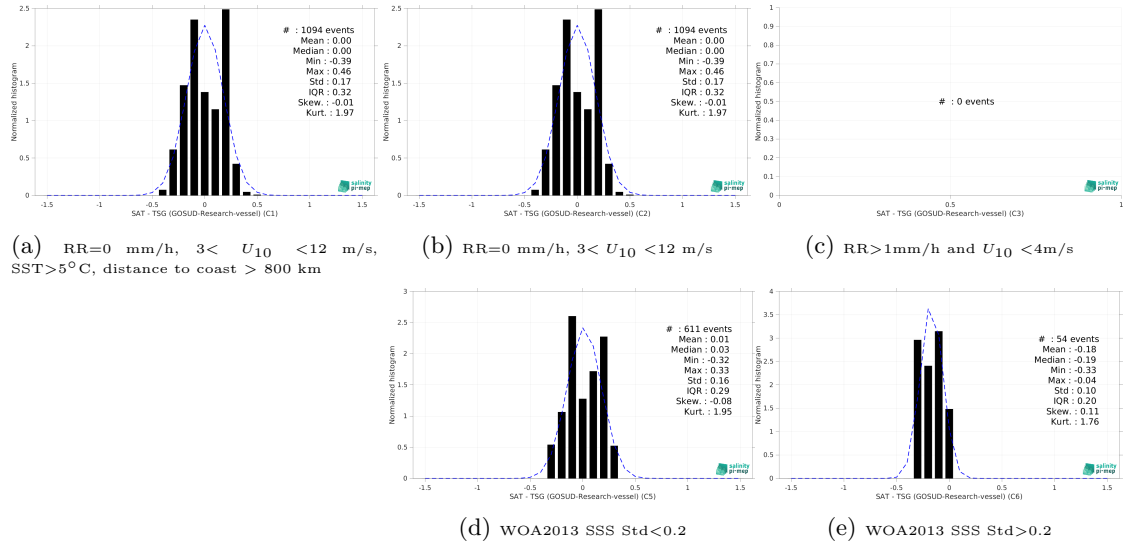 2.5
2
1.5
1
0.5
0
-1.5 -1 -0.5 0 0.5 1 1.5
Normalized histogram
# : 1094 events
Mean : 0.00
Median : 0.00
Min : -0.39
Max : 0.46
Std : 0.17
IQR : 0.32
Skew. : -0.01
Kurt. : 1.97
salinity
pi-mep
SAT - TSG (GOSUD-Research-vessel) (C1)
(a) RR=0 mm/h, 3< U10 <12 m/s,
SST>5°C, distance to coast > 800 km
2.5
2
1.5
1
0.5
0
-1.5 -1 -0.5 0 0.5 1 1.5
Normalized histogram
# : 1094 events
Mean : 0.00
Median : 0.00
Min : -0.39
Max : 0.46
Std : 0.17
IQR : 0.32
Skew. : -0.01
Kurt. : 1.97
salinity
pi-mep
SAT - TSG (GOSUD-Research-vessel) (C2)
(b) RR=0 mm/h, 3< U10 <12 m/s
1
0.9
0.8
0.7
0.6
0.5
0.4
0.3
0.2
0.1
0
0 0.5 1
Normalized histogram
# : 0 events
salinity
pi-mep
SAT - TSG (GOSUD-Research-vessel) (C3)
(c) RR>1mm/h and U10 <4m/s
3
2.5
2
1.5
1
0.5
0
-1.5 -1 -0.5 0 0.5 1 1.5
Normalized histogram
# : 611 events
Mean : 0.01
Median : 0.03
Min : -0.32
Max : 0.33
Std : 0.16
IQR : 0.29
Skew. : -0.08
Kurt. : 1.95
salinity
pi-mep
SAT - TSG (GOSUD-Research-vessel) (C5)
(d) WOA2013 SSS Std<0.2
4
3.5
3
2.5
2
1.5
1
0.5
0
-1.5 -1 -0.5 0 0.5 1 1.5
Normalized histogram
# : 54 events
Mean : -0.18
Median : -0.19
Min : -0.33
Max : -0.04
Std : 0.10
IQR : 0.20
Skew. : 0.11
Kurt. : 1.76
salinity
pi-mep
SAT - TSG (GOSUD-Research-vessel) (C6)
(e) WOA2013 SSS Std>0.2